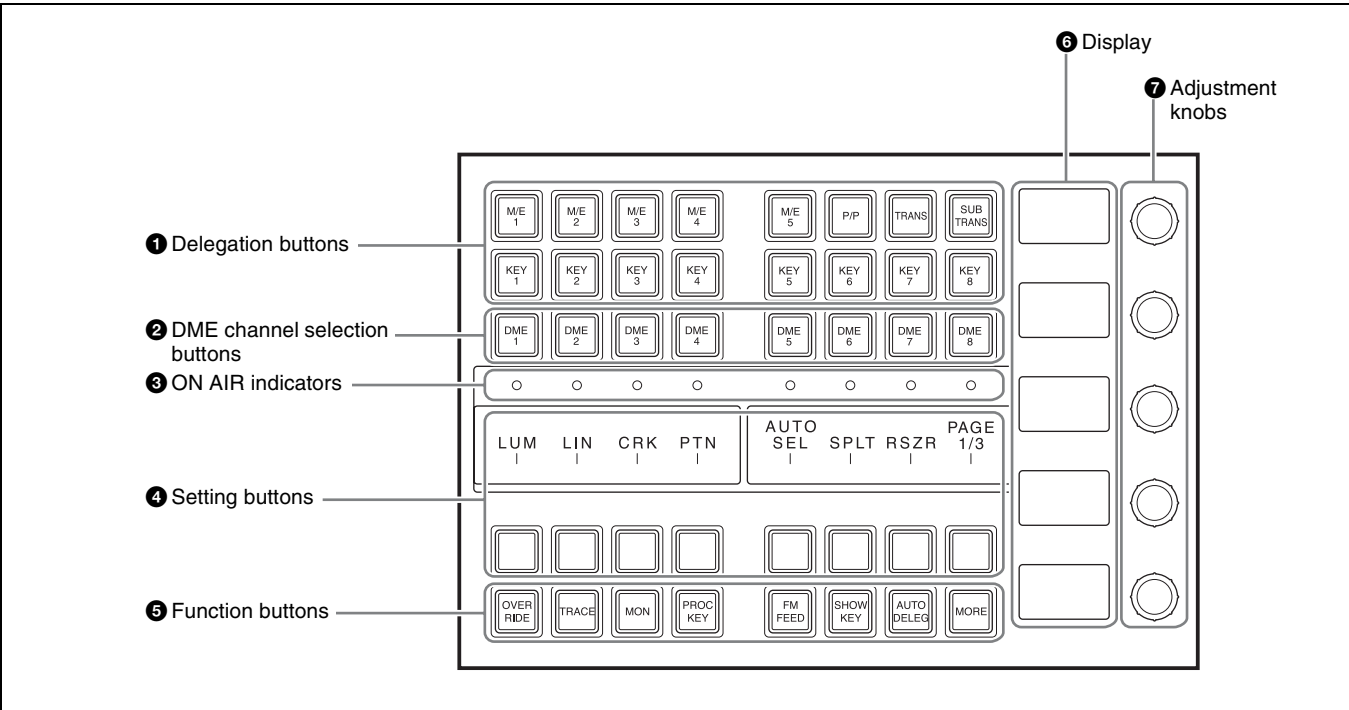 ❻ Display
❼ Adjustment
knobs
❶ Delegation buttons
M/E
1
M/E
2
M/E
3
M/E
4
M/E
5
P/P
TRANS
SUB
TRANS
KEY
1
KEY
2
KEY
3
KEY
4
KEY
5
KEY
6
KEY
7
KEY
8
❷ DME channel selection
buttons
DME
1
DME
2
DME
3
DME
4
DME
5
DME
6
DME
7
DME
8
❸ ON AIR indicators
LUM LIN CRK PTN
AUTO
SEL
SPLT RSZR
PAGE
1/3
❹ Setting buttons
❺ Function buttons
OVER
RIDE
TRACE
MON
PROC
KEY
FM
FEED
SHOW
KEY
AUTO
DELEG
MORE